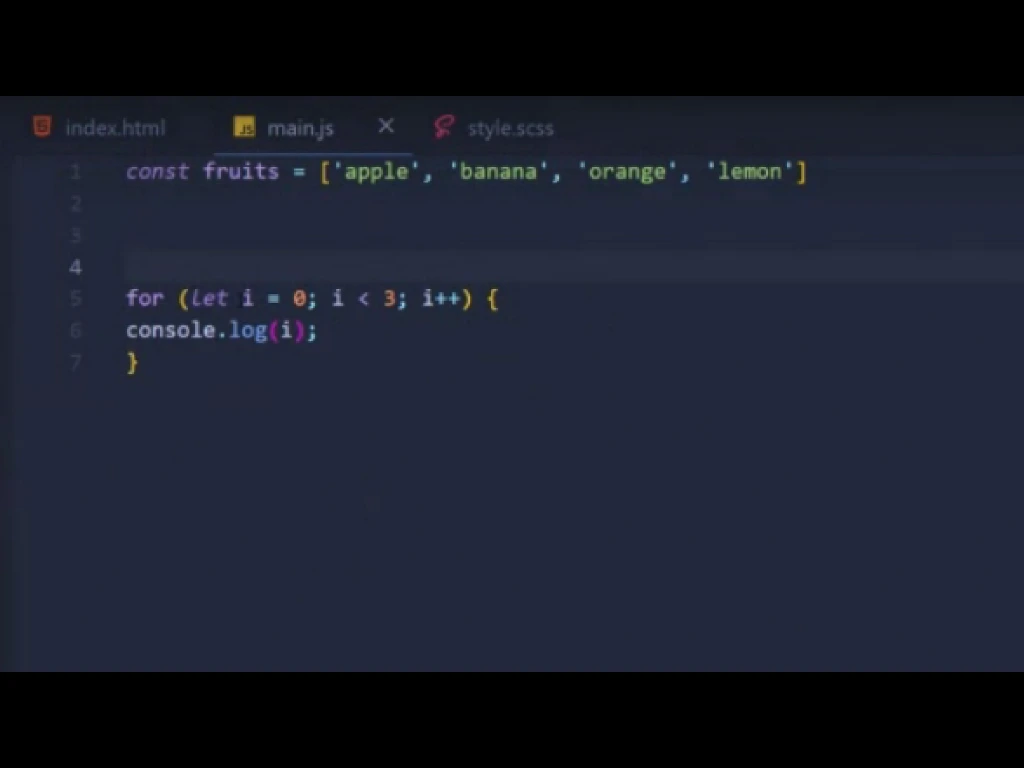 index.html main.js × style.scss
1 const fruits = ['apple', 'banana', 'orange', 'lemon']
2
3
4
5 for (let i = 0; i < 3; i++) {
6 console.log(i);
7 }